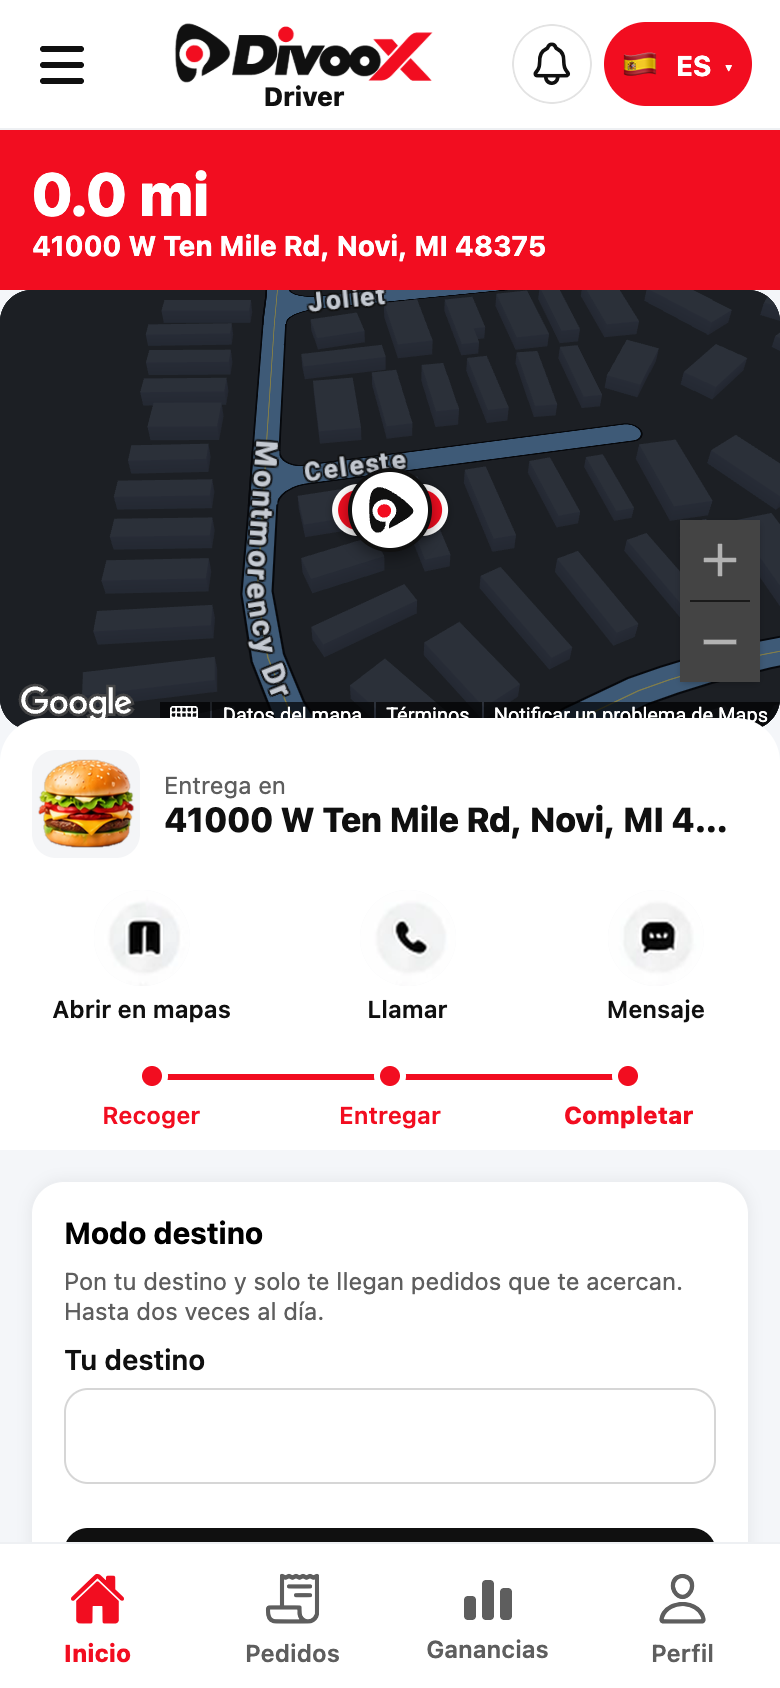 DivooX
Driver
ES
0.0 mi
41000 W Ten Mile Rd, Novi, MI 48375
Joliet
Celeste
Montmorency Dr
Google
Datos del mapa
Términos
Notificar un problema de Maps
Entrega en
41000 W Ten Mile Rd, Novi, MI 4...
Abrir en mapas
Llamar
Mensaje
Recoger
Entregar
Completar
Modo destino
Pon tu destino y solo te llegan pedidos que te acercan.
Hasta dos veces al día.
Tu destino
Inicio
Pedidos
Ganancias
Perfil